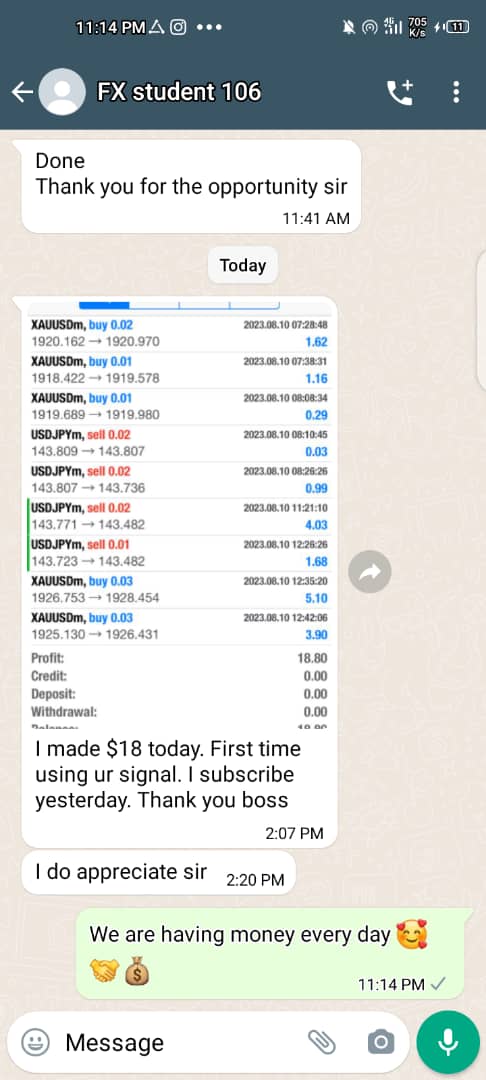 11:14 PM
705
K/s
11
FX student 106
Done
Thank you for the opportunity sir
11:41 AM
Today
XAUUSDm, buy 0.02 2023.08.10 07:28:48
1920.162 → 1920.970 1.62
XAUUSDm, buy 0.01 2023.08.10 07:38:31
1918.422 → 1919.578 1.16
XAUUSDm, buy 0.01 2023.08.10 08:08:34
1919.689 → 1919.980 0.29
USDJPYm, sell 0.02 2023.08.10 08:10:45
143.809 → 143.807 0.03
USDJPYm, sell 0.02 2023.08.10 08:26:26
143.807 → 143.736 0.99
USDJPYm, sell 0.02 2023.08.10 11:21:10
143.771 → 143.482 4.03
USDJPYm, sell 0.01 2023.08.10 12:26:26
143.723 → 143.482 1.68
XAUUSDm, buy 0.03 2023.08.10 12:35:20
1926.753 → 1928.454 5.10
XAUUSDm, buy 0.03 2023.08.10 12:42:06
1925.130 → 1926.431 3.90
Profit: 18.80
Credit: 0.00
Deposit: 0.00
Withdrawal: 0.00
I made $18 today. First time
using ur signal. I subscribe
yesterday. Thank you boss
2:07 PM
I do appreciate sir 2:20 PM
We are having money every day 🥰
🤝💰
11:14 PM
Message